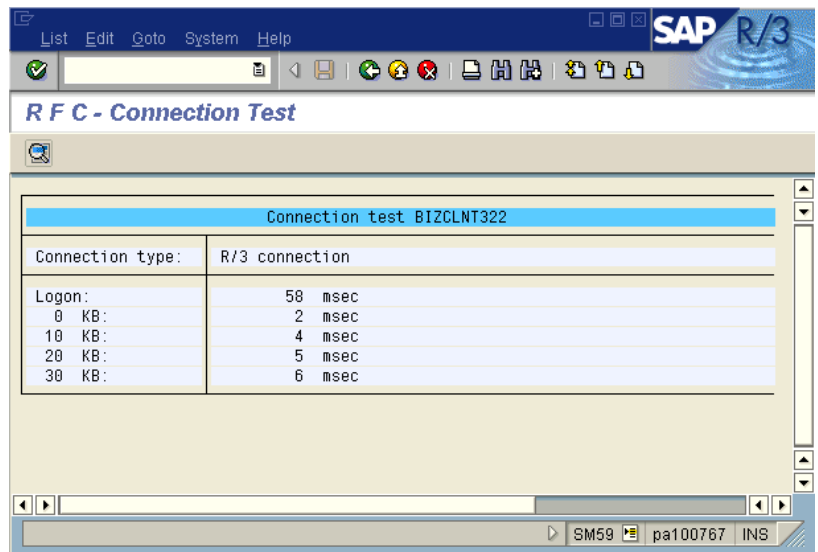 List Edit Goto System Help
SAP R/3
R F C - Connection Test
Connection test BIZCLNT322
Connection type: R/3 connection
Logon: 58 msec
0 KB: 2 msec
10 KB: 4 msec
20 KB: 5 msec
30 KB: 6 msec
SM59 pa100767 INS